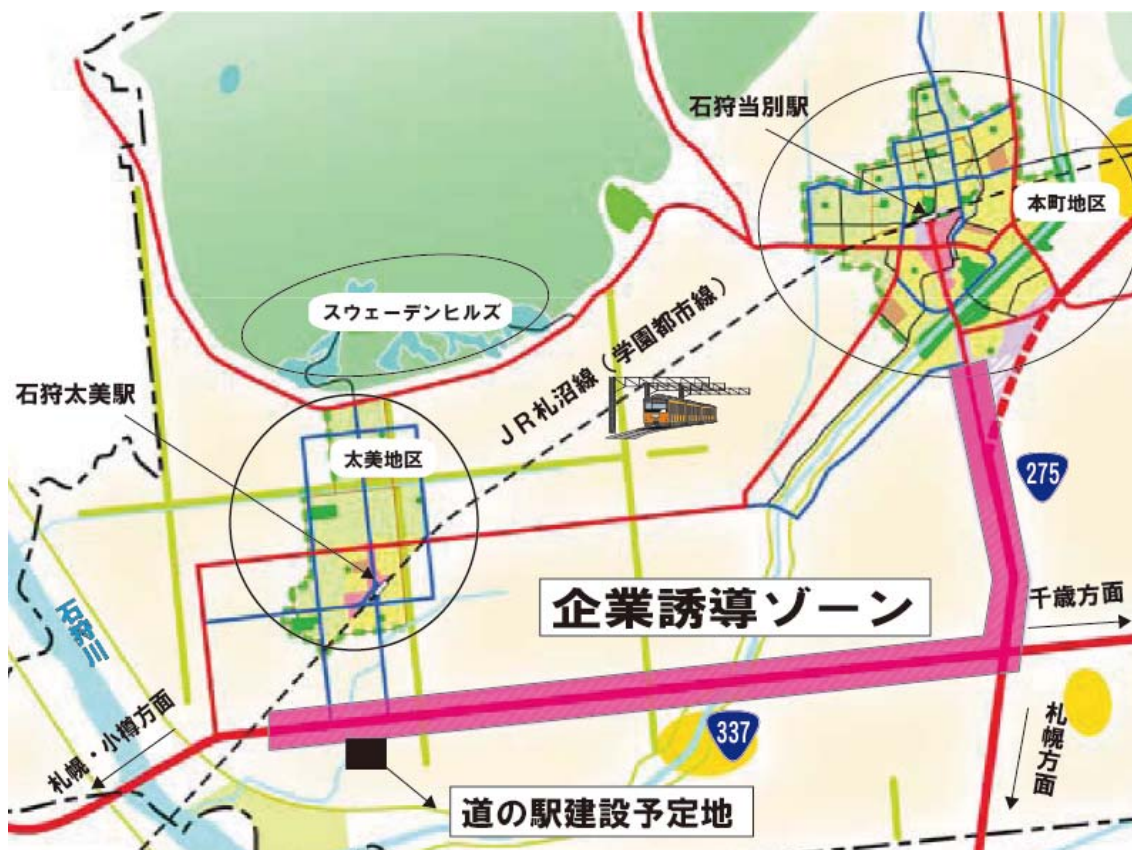 石狩当別駅
本町地区
スウェーデンヒルズ
JR札沼線（学園都市線）
石狩太美駅
太美地区
275
企業誘導ゾーン
千歳方面
石狩川
337
札幌・小樽方面
札幌方面
道の駅建設予定地